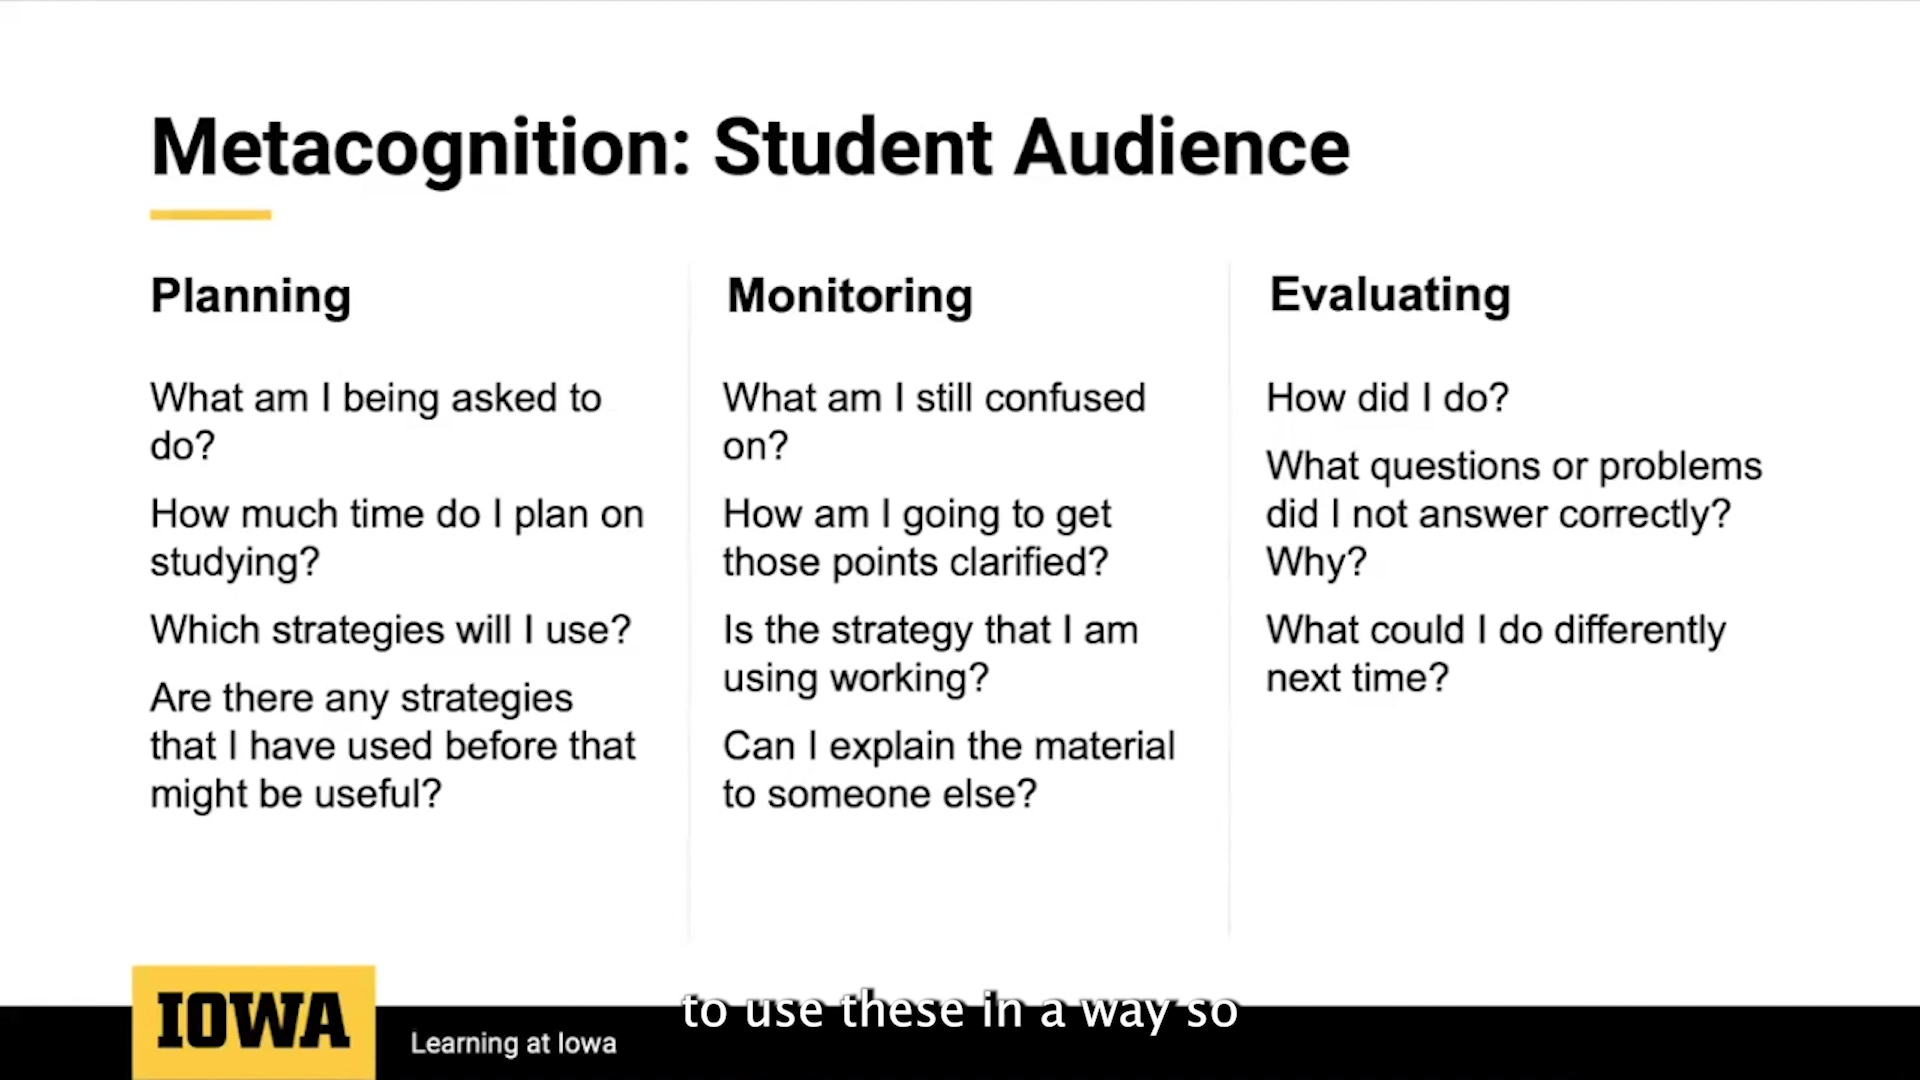 Metacognition: Student Audience
Planning
What am I being asked to
do?
How much time do I plan on
studying?
Which strategies will I use?
Are there any strategies
that I have used before that
might be useful?
Monitoring
What am I still confused
on?
How am I going to get
those points clarified?
Is the strategy that I am
using working?
Can I explain the material
to someone else?
Evaluating
How did I do?
What questions or problems
did I not answer correctly?
Why?
What could I do differently
next time?
IOWA
Learning at Iowa
to use these in a way so